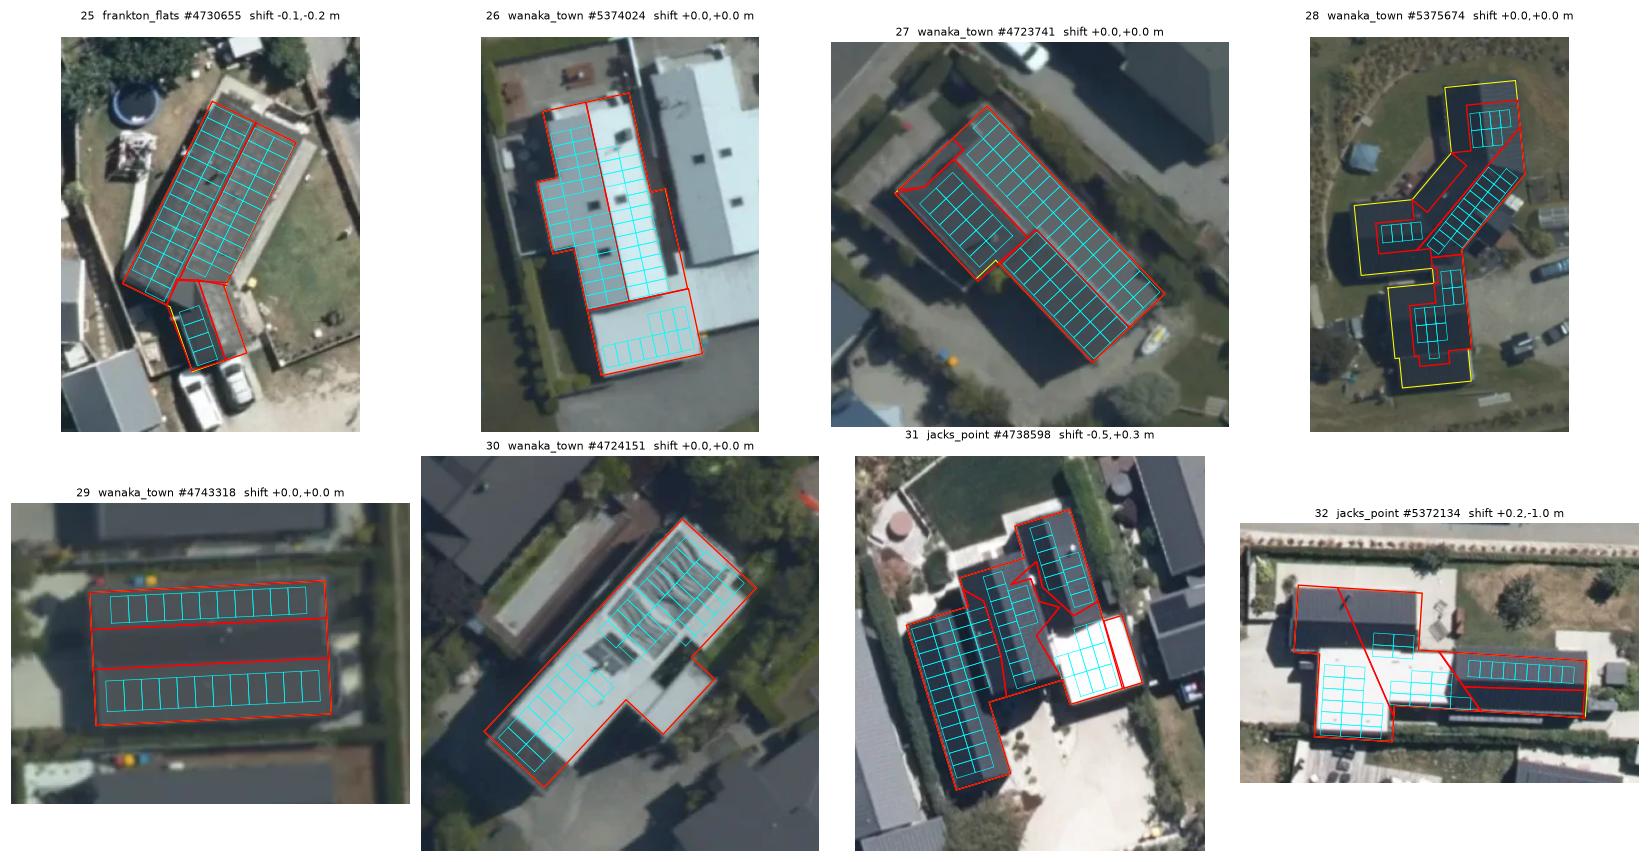 25 frankton_flats #4730655 shift -0.1,-0.2 m
26 wanaka_town #5374024 shift +0.0,+0.0 m
27 wanaka_town #4723741 shift +0.0,+0.0 m
28 wanaka_town #5375674 shift +0.0,+0.0 m
29 wanaka_town #4743318 shift +0.0,+0.0 m
30 wanaka_town #4724151 shift +0.0,+0.0 m
31 jacks_point #4738598 shift -0.5,+0.3 m
32 jacks_point #5372134 shift +0.2,-1.0 m